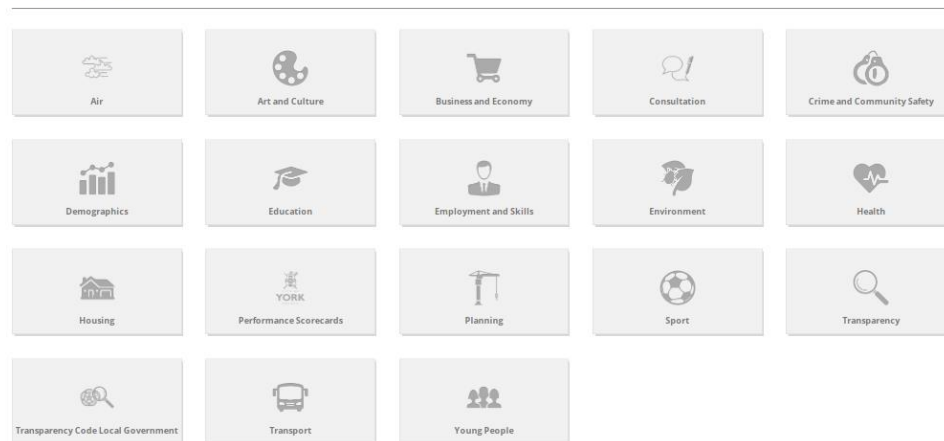 Air
Art and Culture
Business and Economy
Consultation
Crime and Community Safety
Demographics
Education
Employment and Skills
Environment
Health
Housing
YORK
Performance Scorecards
Planning
Sport
Transparency
Transparency Code Local Government
Transport
Young People